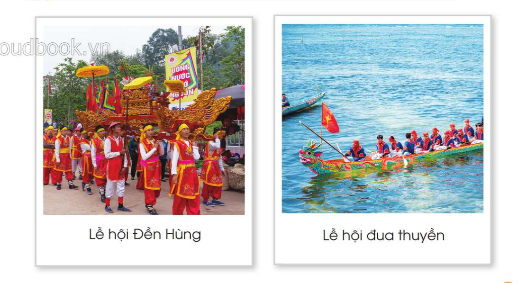 oudbook.vn
Lễ hội Đền Hùng
Lễ hội đua thuyền